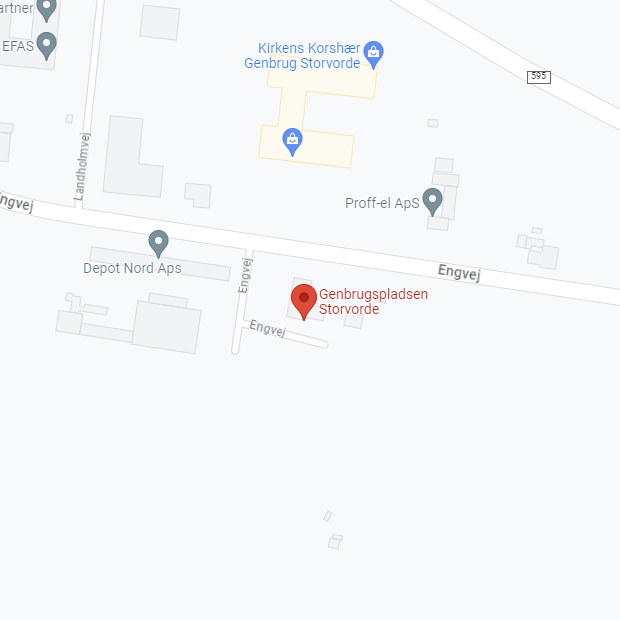 artner
EFAS
Kirkens Korshær
Genbrug Storvorde
595
Landholmvej
Engvej
Proff-el ApS
Depot Nord Aps
Engvej
Engvej
Genbrugspladsen
Storvorde
Engvej